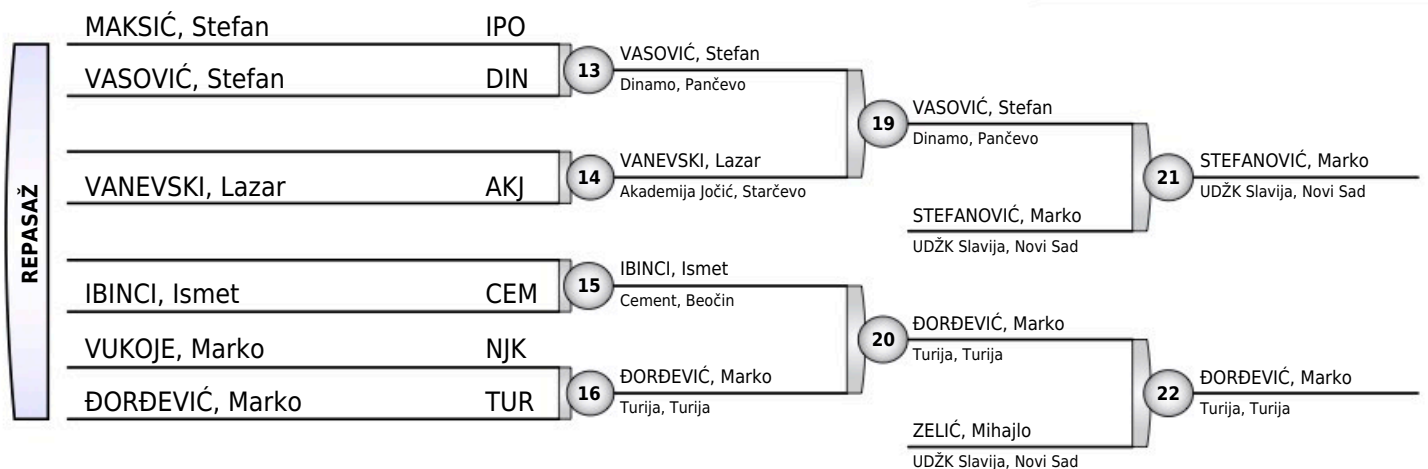 REPASAŽ
MAKSIĆ, Stefan IPO
VASOVIĆ, Stefan DIN
VANEVSKI, Lazar AKJ
IBINCI, Ismet CEM
VUKOJE, Marko NJK
ĐORĐEVIĆ, Marko TUR
13
VASOVIĆ, Stefan
Dinamo, Pančevo
14
VANEVSKI, Lazar
Akademija Jočić, Starčevo
15
IBINCI, Ismet
Cement, Beočin
16
ĐORĐEVIĆ, Marko
Turija, Turija
19
VASOVIĆ, Stefan
Dinamo, Pančevo
STEFANOVIĆ, Marko
UDŽK Slavija, Novi Sad
20
ĐORĐEVIĆ, Marko
Turija, Turija
ZELIĆ, Mihajlo
UDŽK Slavija, Novi Sad
21
STEFANOVIĆ, Marko
UDŽK Slavija, Novi Sad
22
ĐORĐEVIĆ, Marko
Turija, Turija